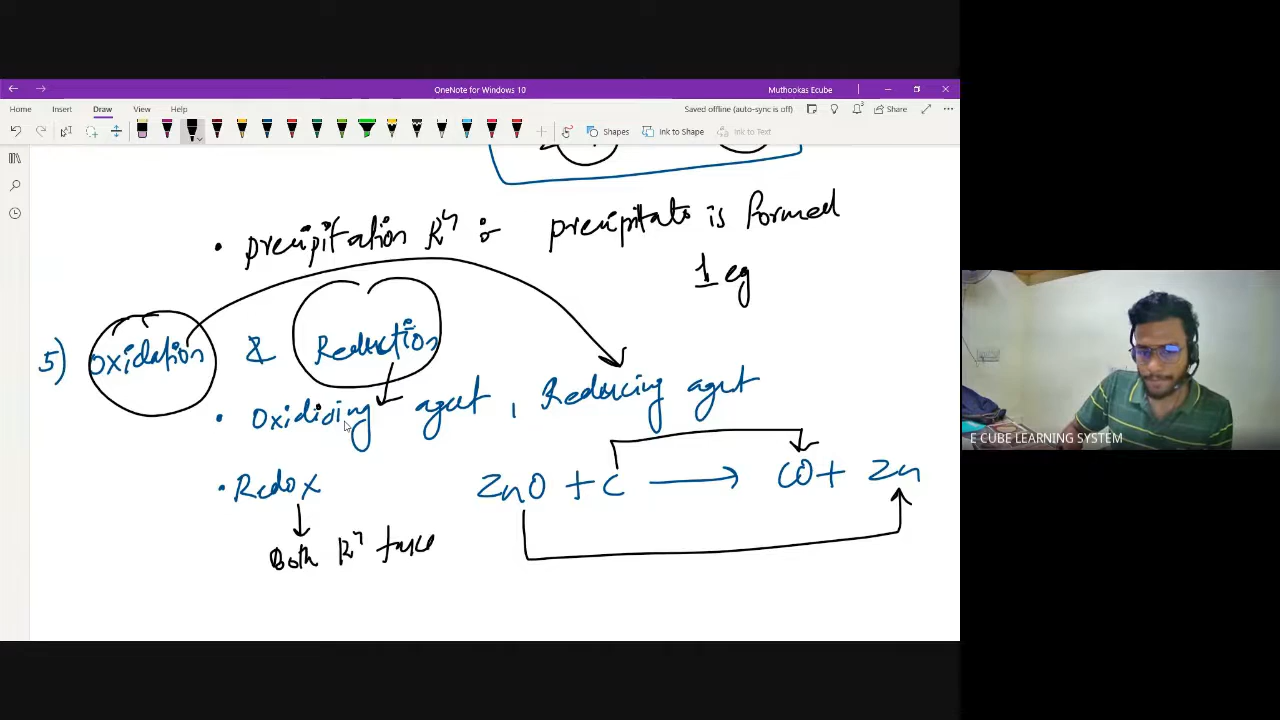 OneNote for Windows 10
Muthookas Ecube
Home Insert Draw View Help
Saved offline (auto-sync is off)
Share
Shapes
Ink to Shape
Ink to Text
• precipitation Rn : precipitate is formed
1 eg
5) Oxidation & Reduction
• Oxidising agent, Reducing agent
• Redox
ZnO + C → CO + Zn
Both Rn
E CUBE LEARNING SYSTEM